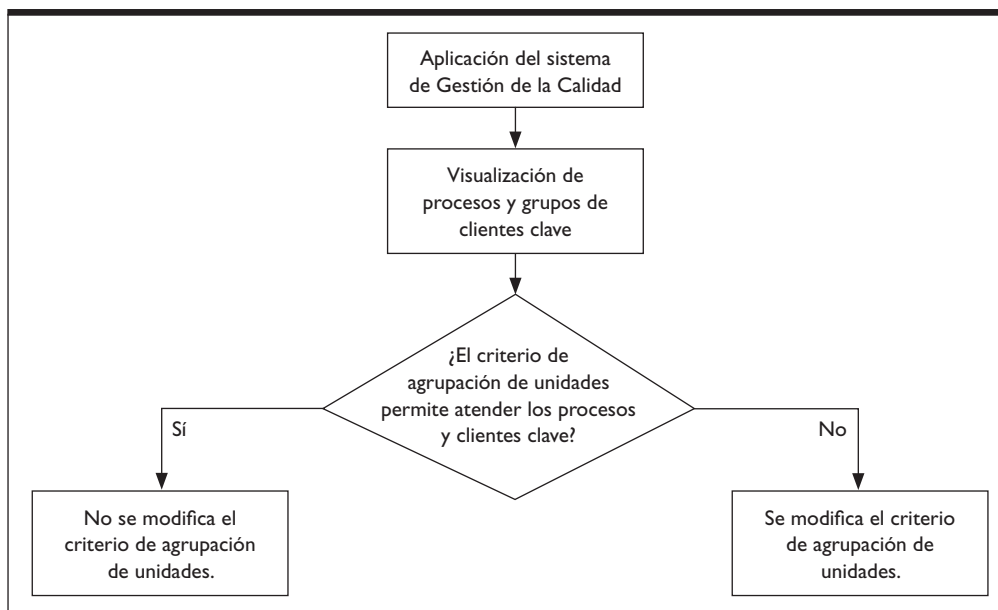 Aplicación del sistema
de Gestión de la Calidad
Visualización de
procesos y grupos de
clientes clave
¿El criterio de
agrupación de unidades
permite atender los procesos
y clientes clave?
Sí
No
No se modifica el
criterio de agrupación
de unidades.
Se modifica el criterio
de agrupación de
unidades.